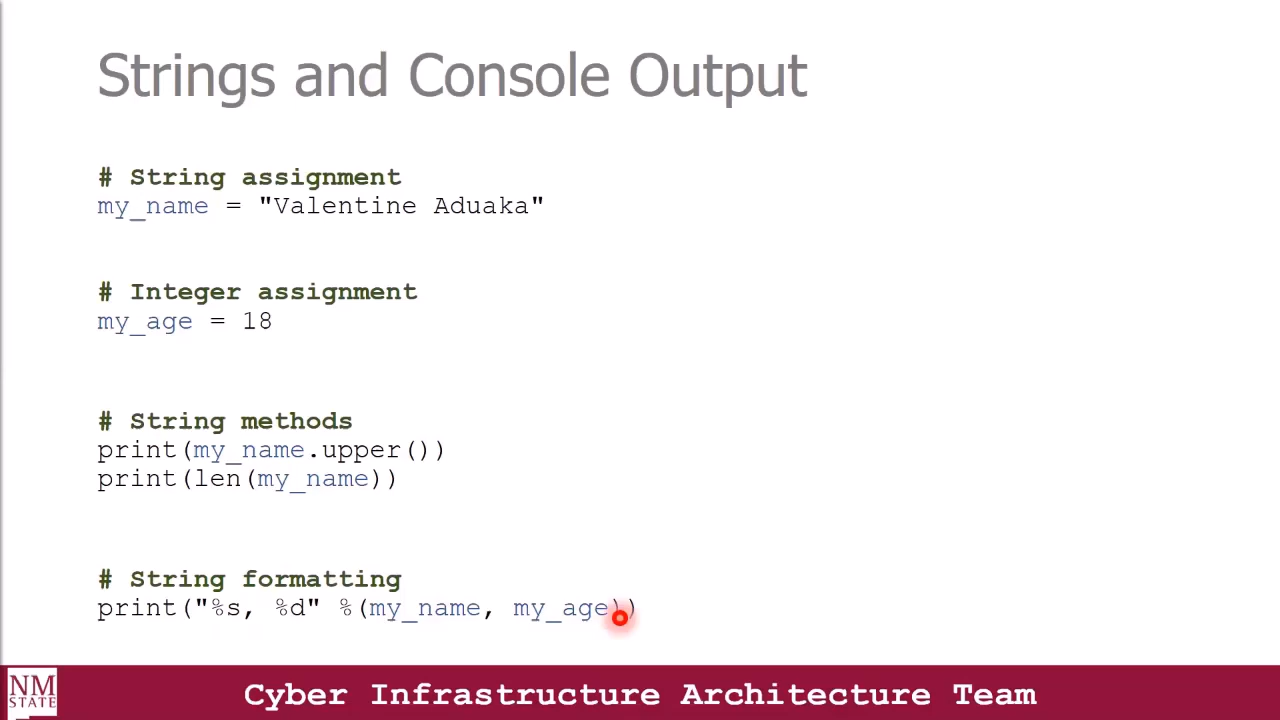 Strings and Console Output
# String assignment
my_name = "Valentine Aduaka"
# Integer assignment
my_age = 18
# String methods
print(my_name.upper())
print(len(my_name))
# String formatting
print("%s, %d" %(my_name, my_age))
NM
STATE
Cyber Infrastructure Architecture Team